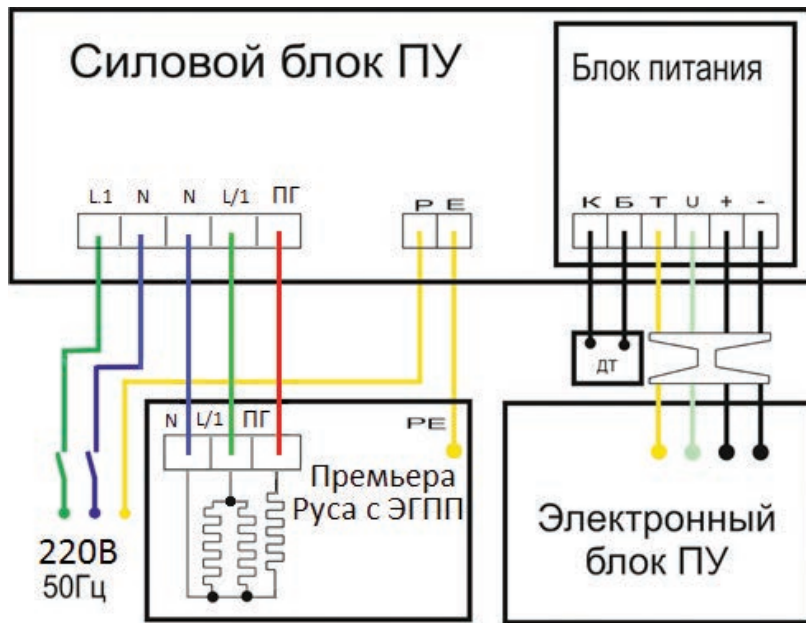 Силовой блок ПУ
Блок питания
L.1 N N L/1 ПГ
P E
К Б Т U + -
ДТ
N L/1 ПГ
PE
Премьера
Руса с ЭГПП
220В
50Гц
Электронный
блок ПУ